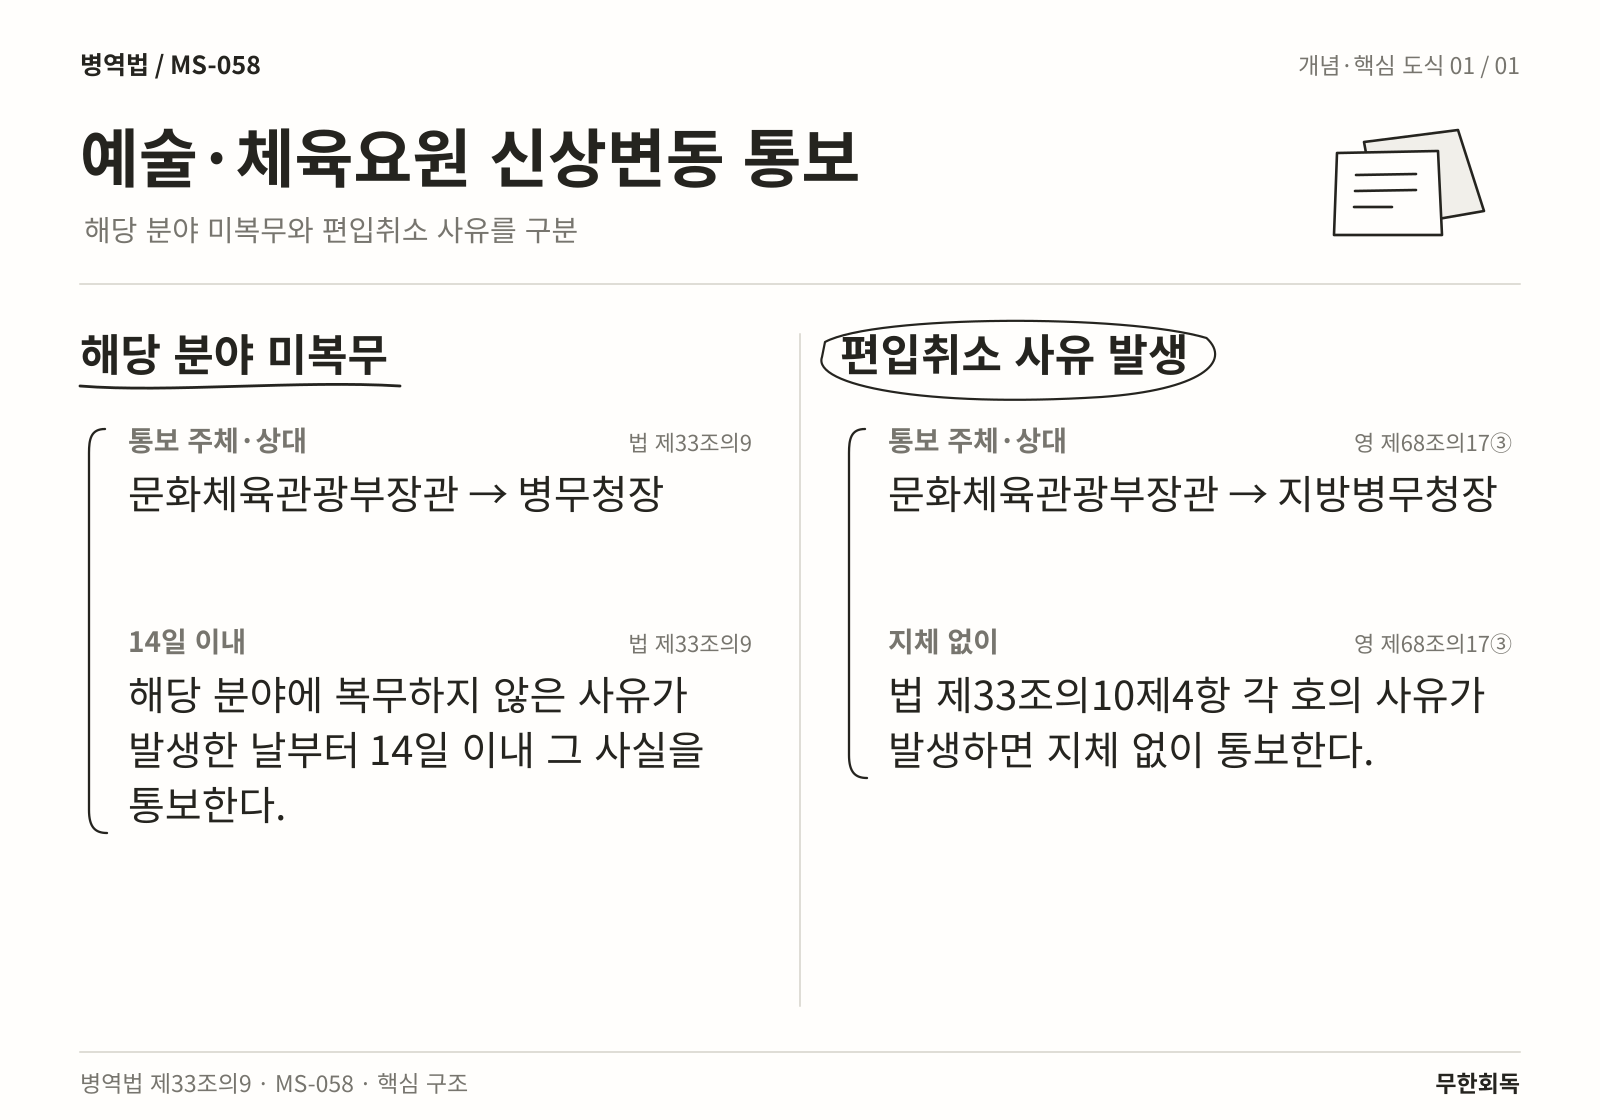 병역법 / MS-058
개념·핵심 도식 01 / 01
예술·체육요원 신상변동 통보
해당 분야 미복무와 편입취소 사유를 구분
해당 분야 미복무
통보 주체·상대
법 제33조의9
문화체육관광부장관 → 병무청장
14일 이내
법 제33조의9
해당 분야에 복무하지 않은 사유가
발생한 날부터 14일 이내 그 사실을
통보한다.
편입취소 사유 발생
통보 주체·상대
영 제68조의17③
문화체육관광부장관 → 지방병무청장
지체 없이
영 제68조의17③
법 제33조의10제4항 각 호의 사유가
발생하면 지체 없이 통보한다.
병역법 제33조의9 · MS-058 · 핵심 구조
무한회독